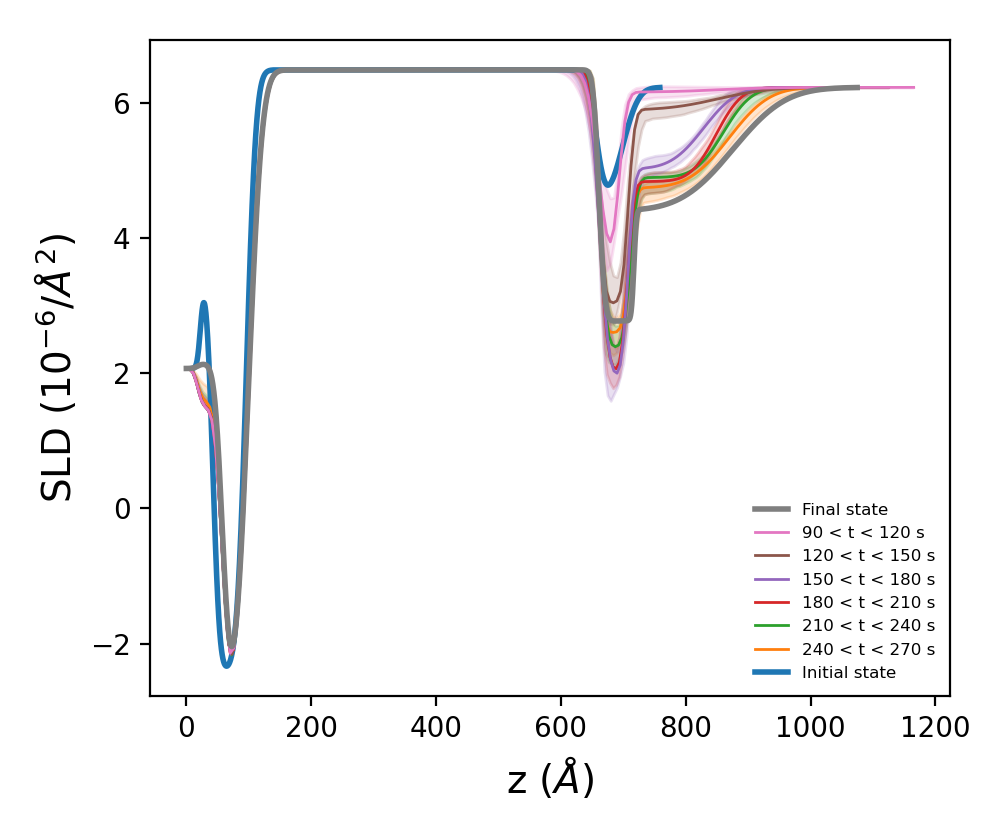 6
4
2
0
−2
SLD (10⁻⁶/Å²)
Final state
90 < t < 120 s
120 < t < 150 s
150 < t < 180 s
180 < t < 210 s
210 < t < 240 s
240 < t < 270 s
Initial state
0 200 400 600 800 1000 1200
z (Å)